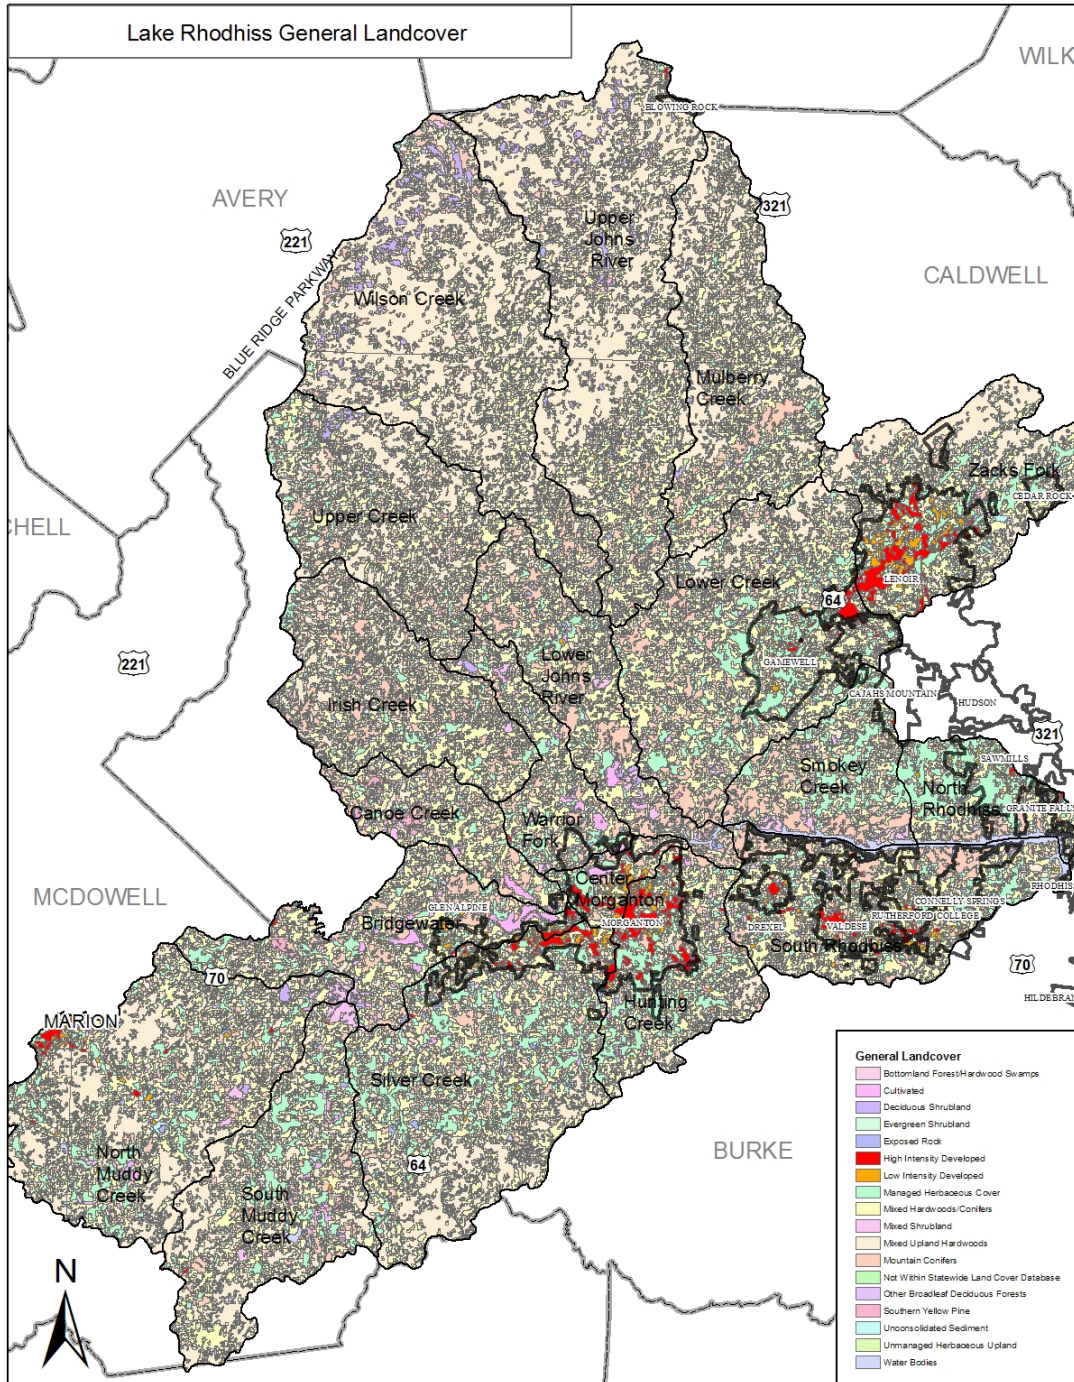 Lake Rhodhiss General Landcover
WILK
BLOWING ROCK
AVERY
321
Upper
Johns
River
221
CALDWELL
BLUE RIDGE PARKWAY
Wilson Creek
Mulberry
Creek
Zacks Fork
CEDAR ROCK
Upper Creek
CHELL
Lower Creek
LENOIR
64
Lower
Johns
River
GAMEWELL
221
CAJAHS MOUNTAIN
HUDSON
Irish Creek
321
SAWMILLS
Smokey
Creek
North
Rhodhiss
GRANITE FALLS
Canoe Creek
Warrior
Fork
MCDOWELL
Center
Morganton
RHODHISS
CONNELLY SPRINGS
GLEN ALPINE
Bridgewater
MORGANTON
DREXEL
VALDESE
RUTHERFORD COLLEGE
South Rhodhiss
70
70
HILDEBRAN
Hunting
Creek
MARION
Silver Creek
BURKE
North
Muddy
Creek
64
South
Muddy
Creek
N
General Landcover
Bottomland Forest/Hardwood Swamps
Cultivated
Deciduous Shrubland
Evergreen Shrubland
Exposed Rock
High Intensity Developed
Low Intensity Developed
Managed Herbaceous Cover
Mixed Hardwoods/Conifers
Mixed Shrubland
Mixed Upland Hardwoods
Mountain Conifers
Not Within Statewide Land Cover Database
Other Broadleaf Deciduous Forests
Southern Yellow Pine
Unconsolidated Sediment
Unmanaged Herbaceous Upland
Water Bodies